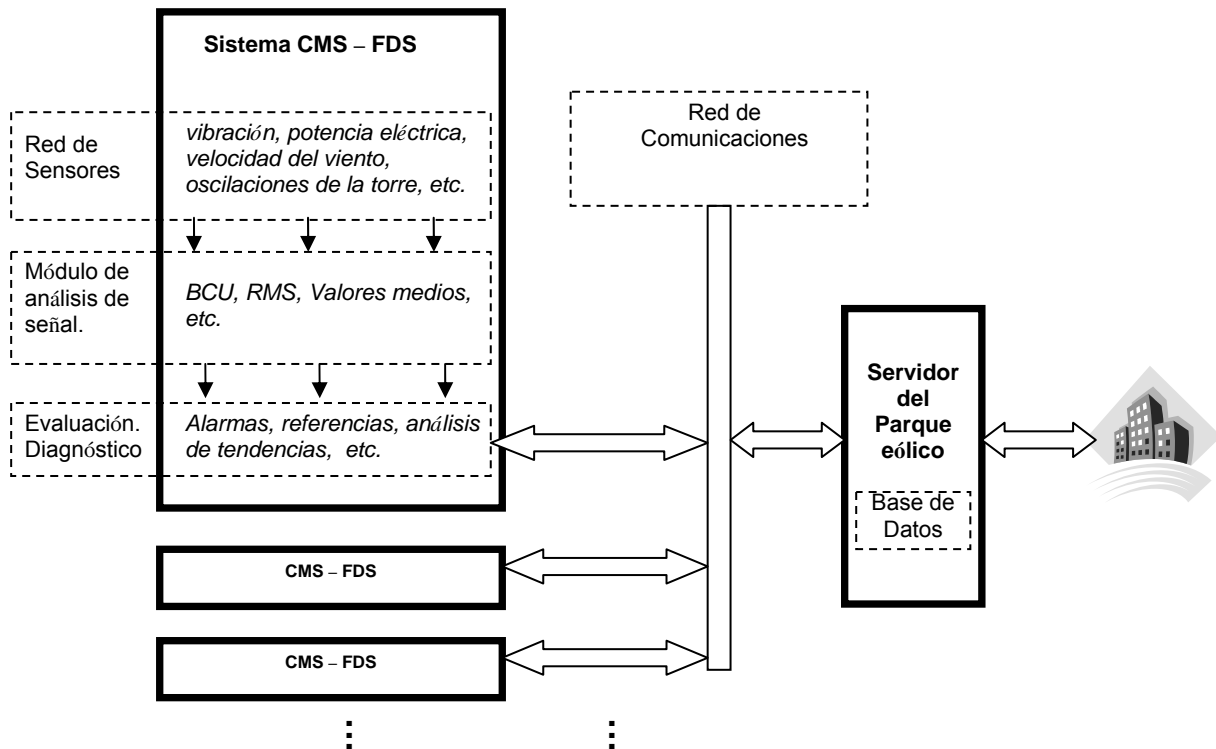 Sistema CMS – FDS
Red de
Sensores
vibración, potencia eléctrica,
velocidad del viento,
oscilaciones de la torre, etc.
Módulo de
análisis de
señal.
BCU, RMS, Valores medios,
etc.
Evaluación.
Diagnóstico
Alarmas, referencias, análisis
de tendencias, etc.
CMS – FDS
CMS – FDS
Red de
Comunicaciones
Servidor
del
Parque
eólico
Base de
Datos